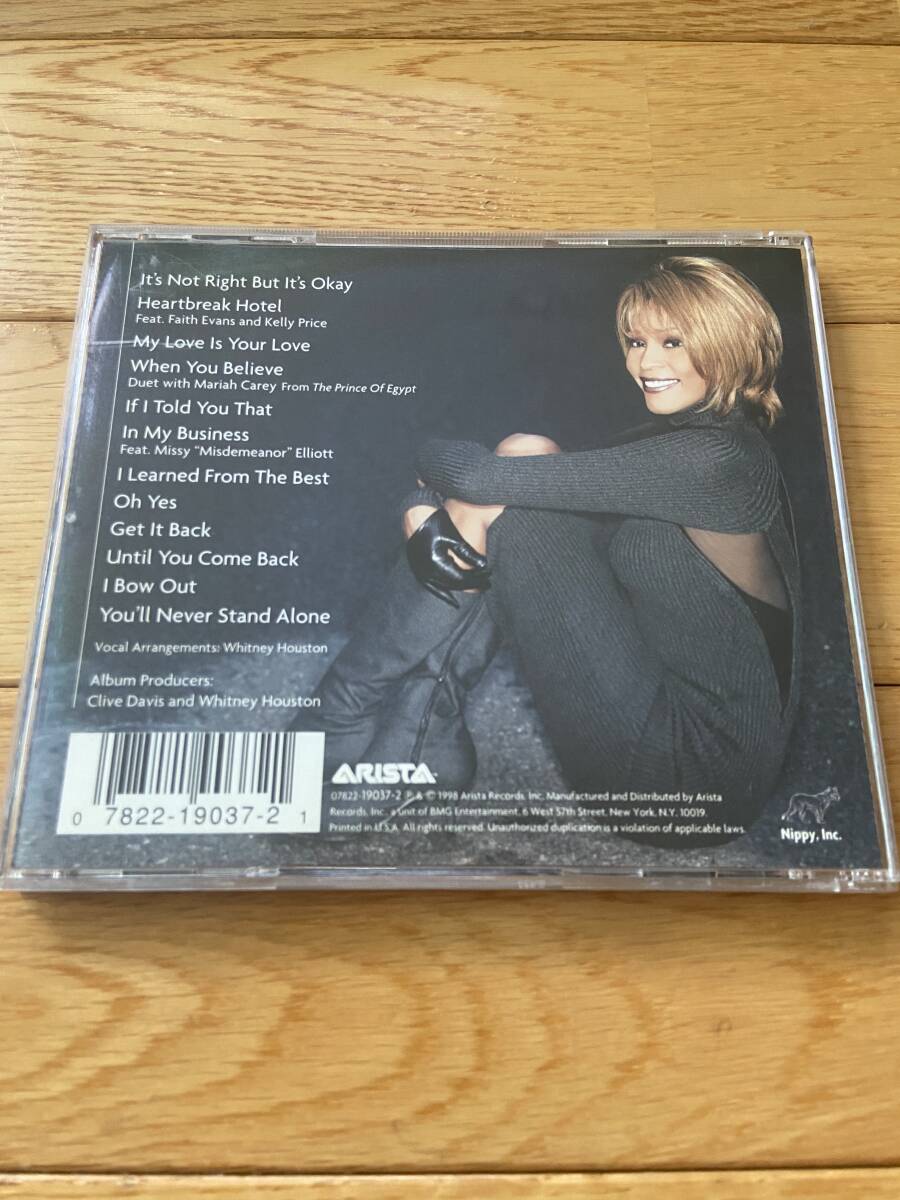 It's Not Right But It's Okay
Heartbreak Hotel
Feat. Faith Evans and Kelly Price
My Love Is Your Love
When You Believe
Duet with Mariah Carey From The Prince Of Egypt
If I Told You That
In My Business
Feat. Missy "Misdemeanor" Elliott
I Learned From The Best
Oh Yes
Get It Back
Until You Come Back
I Bow Out
You'll Never Stand Alone
Vocal Arrangements: Whitney Houston
Album Producers:
Clive Davis and Whitney Houston
0 7822-19037-2 1
ARISTA
07822-19037-2 ℗ & © 1998 Arista Records, Inc. Manufactured and Distributed by Arista
Records, Inc., a unit of BMG Entertainment, 6 West 57th Street, New York, N.Y. 10019.
Printed in U.S.A. All rights reserved. Unauthorized duplication is a violation of applicable laws.
Nippy, Inc.